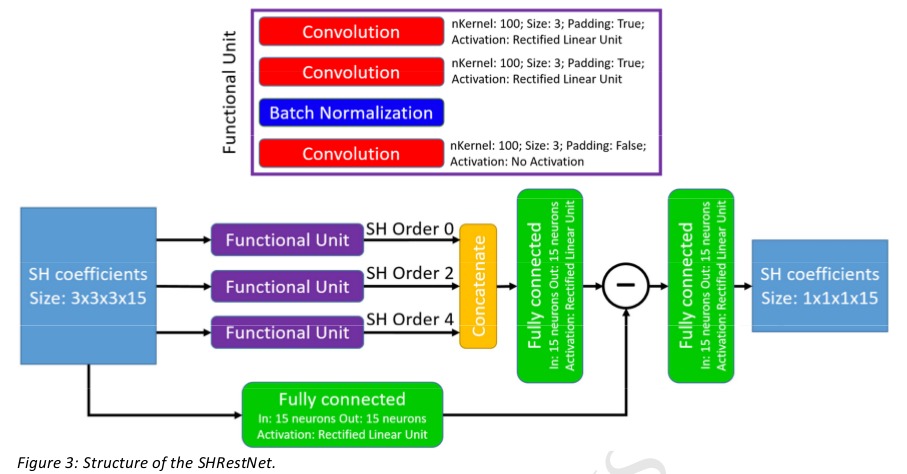 Functional Unit
Convolution
nKernel: 100; Size: 3; Padding: True;
Activation: Rectified Linear Unit
Convolution
nKernel: 100; Size: 3; Padding: True;
Activation: Rectified Linear Unit
Batch Normalization
Convolution
nKernel: 100; Size: 3; Padding: False;
Activation: No Activation
SH coefficients
Size: 3x3x3x15
Functional Unit
SH Order 0
Functional Unit
SH Order 2
Functional Unit
SH Order 4
Concatenate
Fully connected
In: 15 neurons Out: 15 neurons
Activation: Rectified Linear Unit
−
Fully connected
In: 15 neurons Out: 15 neurons
Activation: Rectified Linear Unit
SH coefficients
Size: 1x1x1x15
Fully connected
In: 15 neurons Out: 15 neurons
Activation: Rectified Linear Unit
Figure 3: Structure of the SHRestNet.